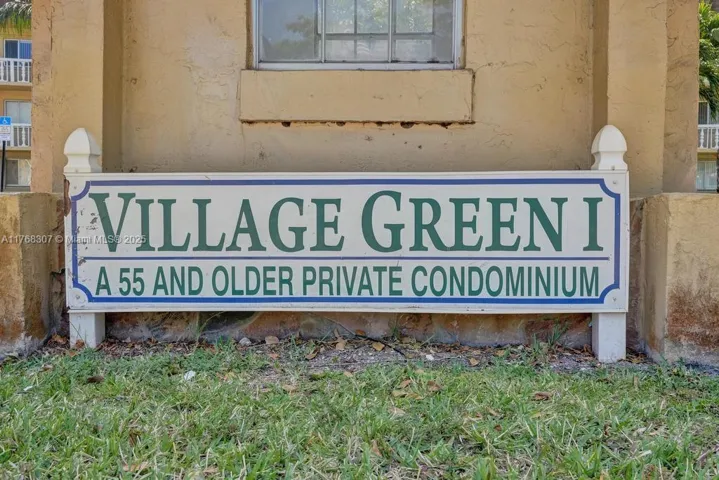 VILLAGE GREEN I
A 55 AND OLDER PRIVATE CONDOMINIUM
A11768307 © Miami MLS 2025